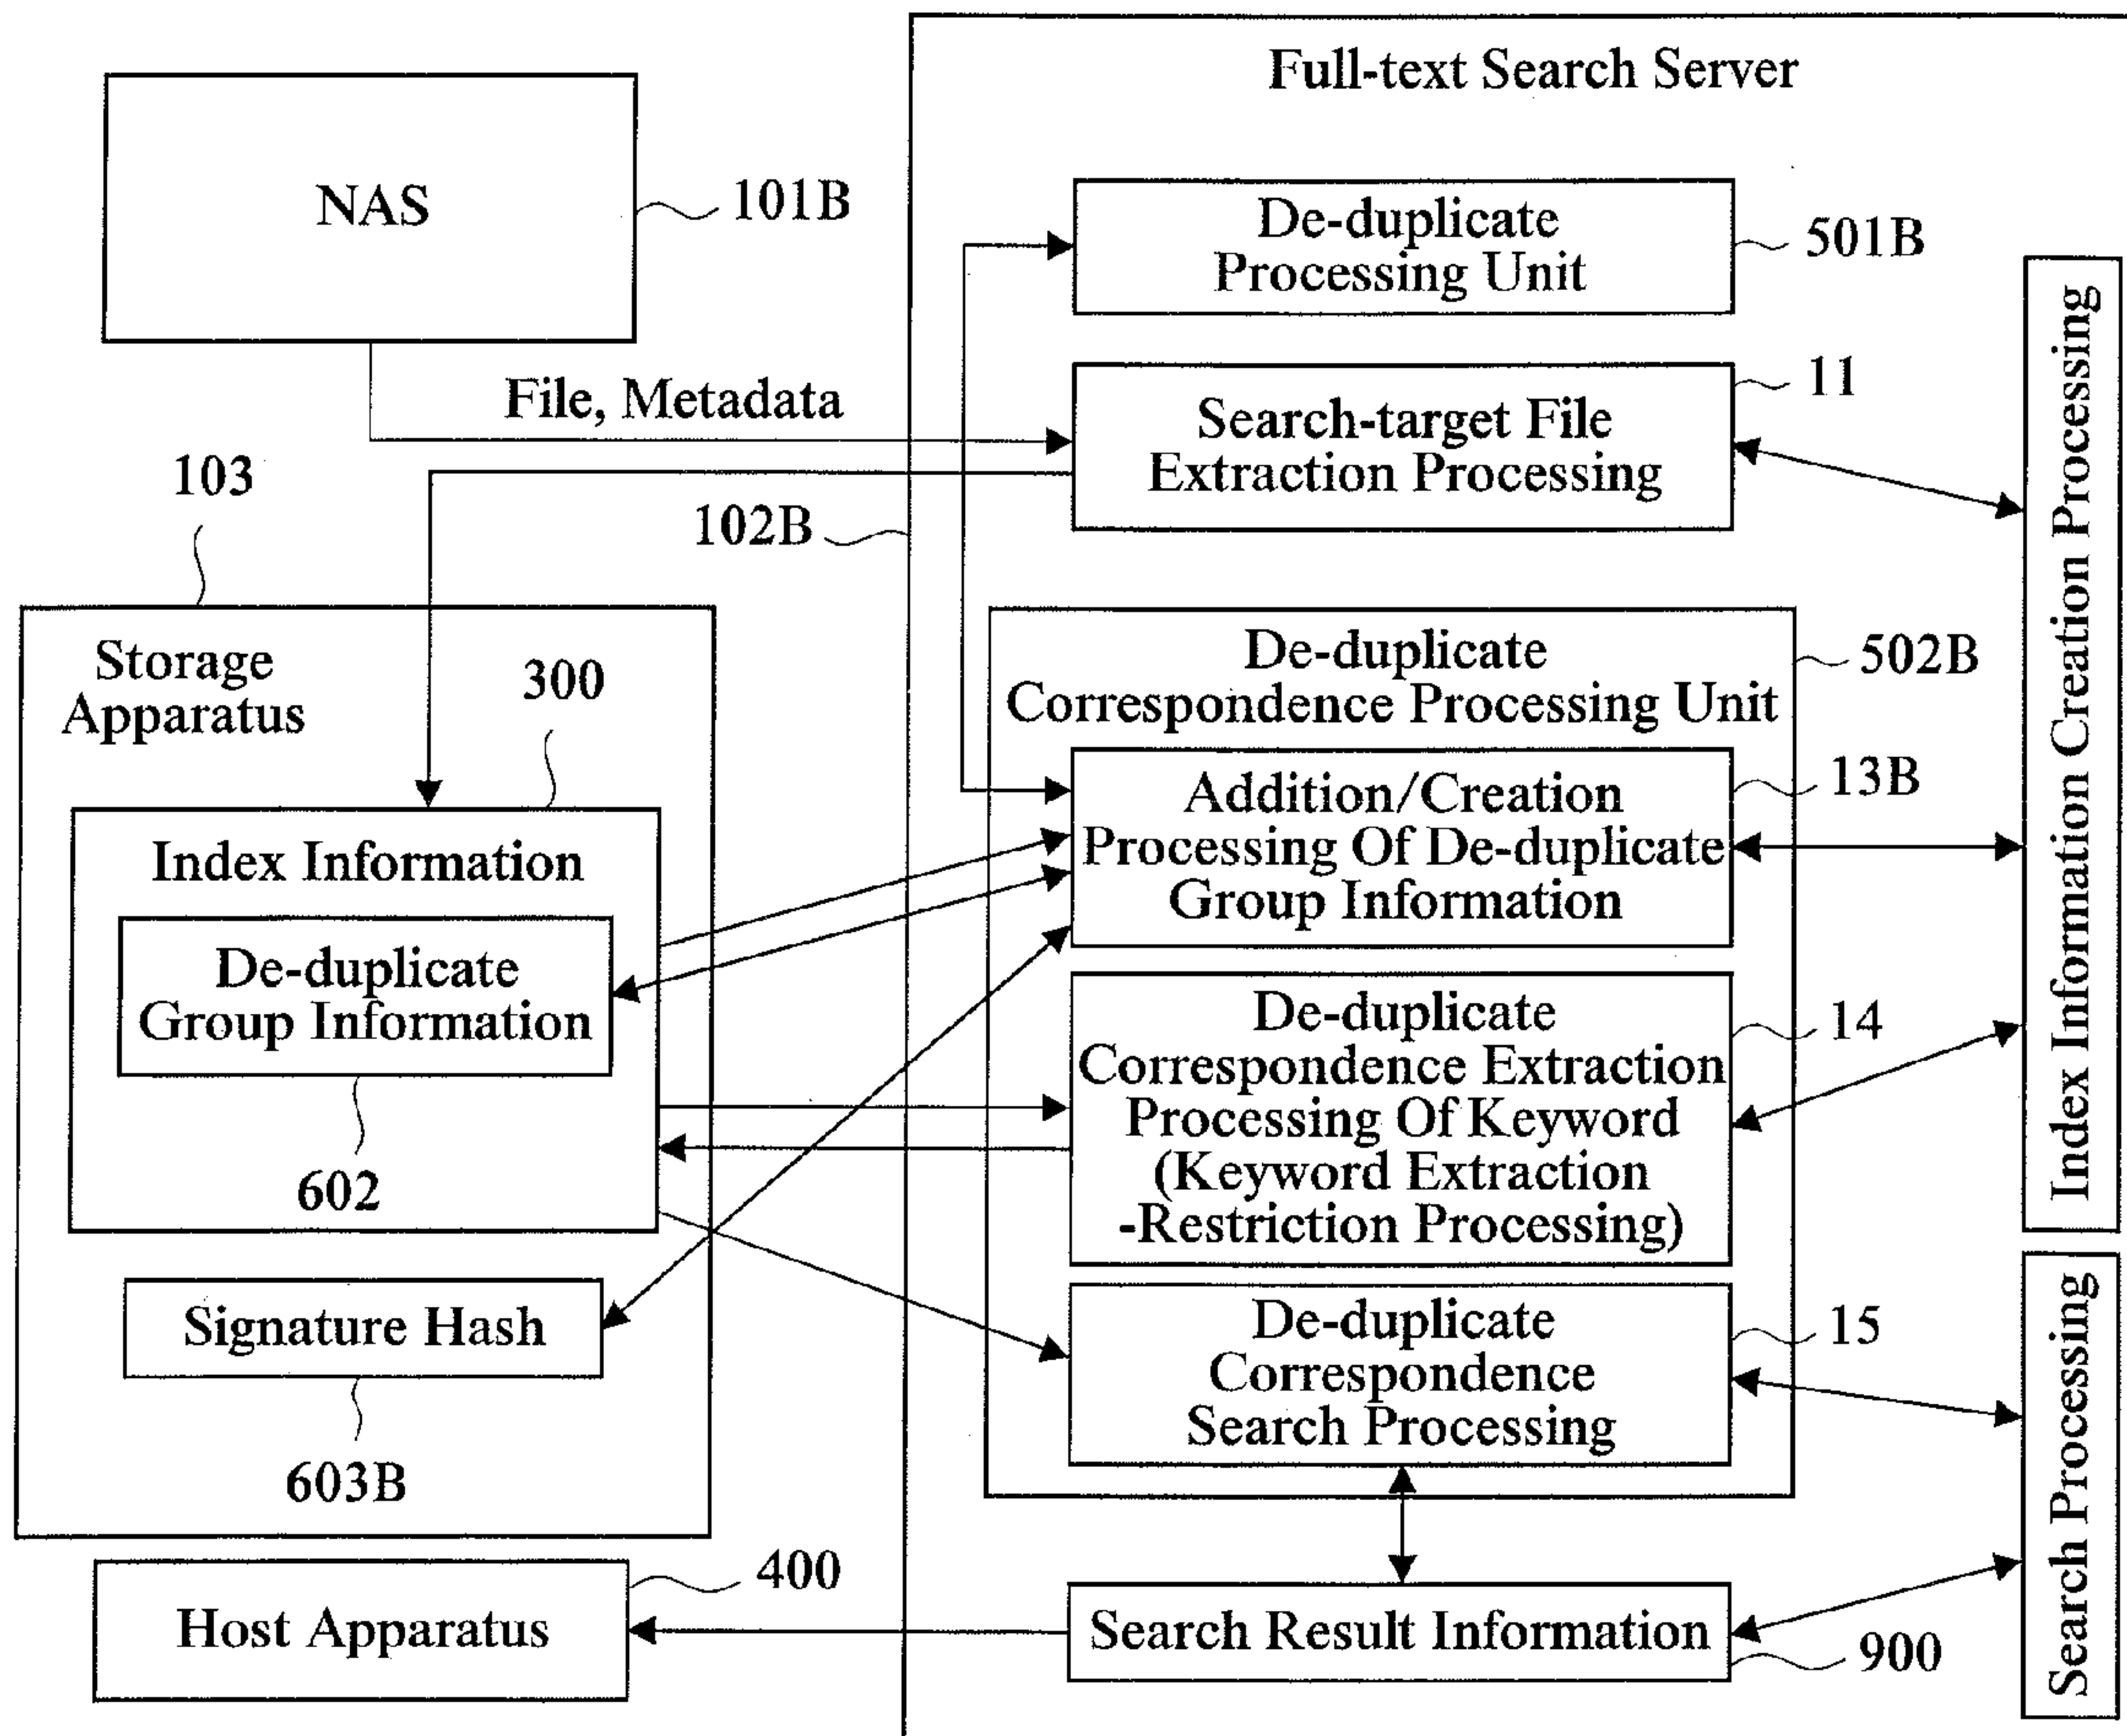 Full-text Search Server
NAS
101B
De-duplicate
Processing Unit
501B
File, Metadata
Search-target File
Extraction Processing
11
103
102B
Storage
Apparatus
300
Index Information
De-duplicate
Group Information
602
Signature Hash
603B
De-duplicate
Correspondence Processing Unit
502B
Addition/Creation
Processing Of De-duplicate
Group Information
13B
De-duplicate
Correspondence Extraction
Processing Of Keyword
(Keyword Extraction
-Restriction Processing)
14
De-duplicate
Correspondence
Search Processing
15
Host Apparatus
400
Search Result Information
900
Index Information Creation Processing
Search Processing